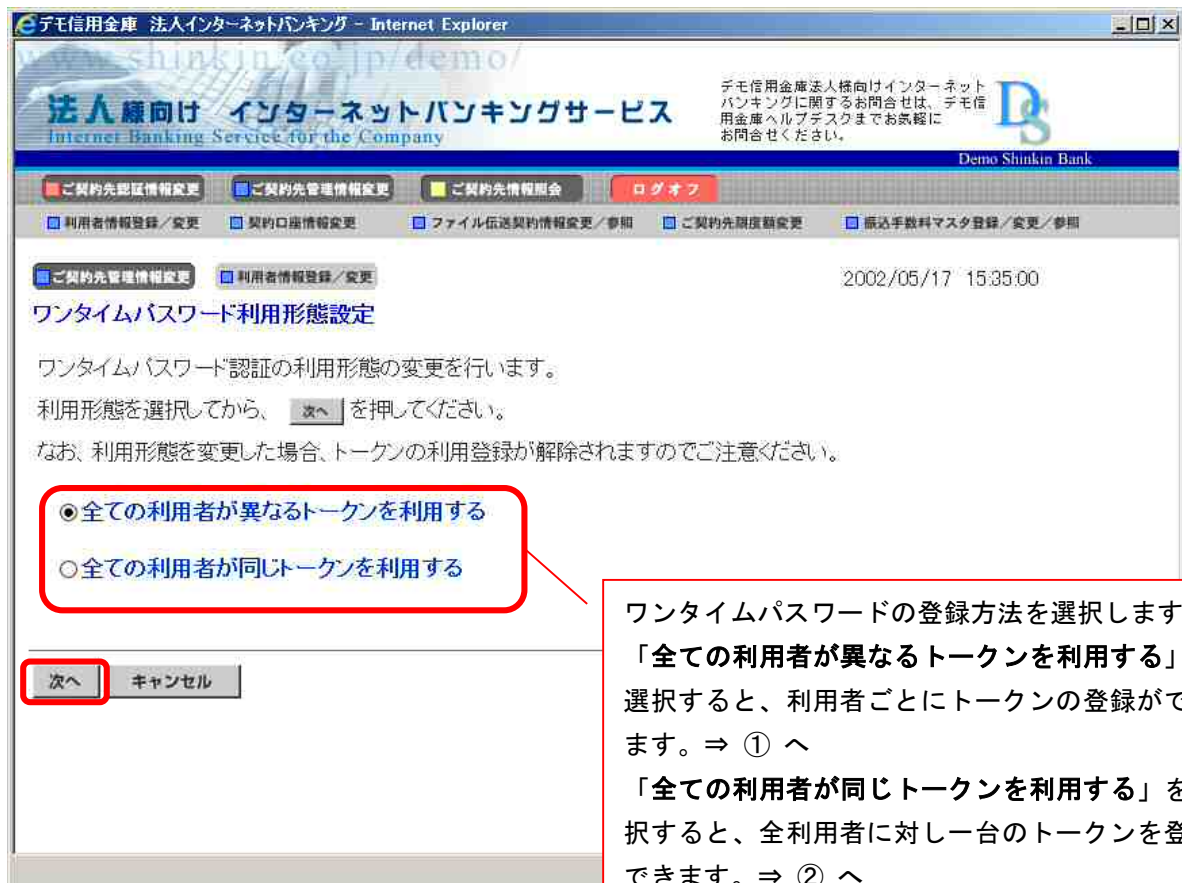 デモ信用金庫 法人インターネットバンキング - Internet Explorer
www.shinkin.co.jp/demo/
法人様向け インターネットバンキングサービス
Internet Banking Service for the Company
デモ信用金庫法人様向けインターネット
バンキングに関するお問合せは、デモ信
用金庫ヘルプデスクまでお気軽に
お問合せください。
DS
Demo Shinkin Bank
ご契約先認証情報変更 ご契約先管理情報変更 ご契約先情報照会 ログオフ
利用者情報登録/変更 契約口座情報変更 ファイル伝送契約情報変更/参照 ご契約先限度額変更 振込手数料マスタ登録/変更/参照
ご契約先管理情報変更 利用者情報登録/変更 2002/05/17 15:35:00
ワンタイムパスワード利用形態設定
ワンタイムパスワード認証の利用形態の変更を行います。
利用形態を選択してから、 次へ を押してください。
なお、利用形態を変更した場合、トークンの利用登録が解除されますのでご注意ください。
全ての利用者が異なるトークンを利用する
全ての利用者が同じトークンを利用する
次へ キャンセル
ワンタイムパスワードの登録方法を選択します
「全ての利用者が異なるトークンを利用する」
選択すると、利用者ごとにトークンの登録がで
ます。⇒ ① へ
「全ての利用者が同じトークンを利用する」を
択すると、全利用者に対し一台のトークンを登
できます。⇒ ② へ